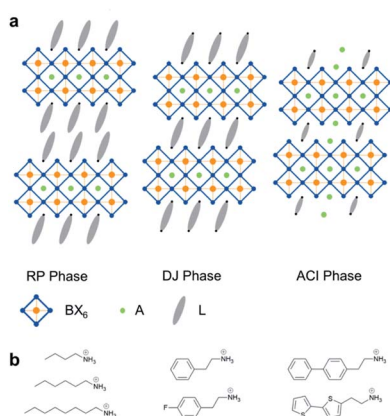 a
RP Phase DJ Phase ACI Phase
BX6 A L
b
NH3 NH3 NH3
⊕ ⊕ ⊕
NH3 F NH3 S S NH3
⊕ ⊕ ⊕
NH3
⊕